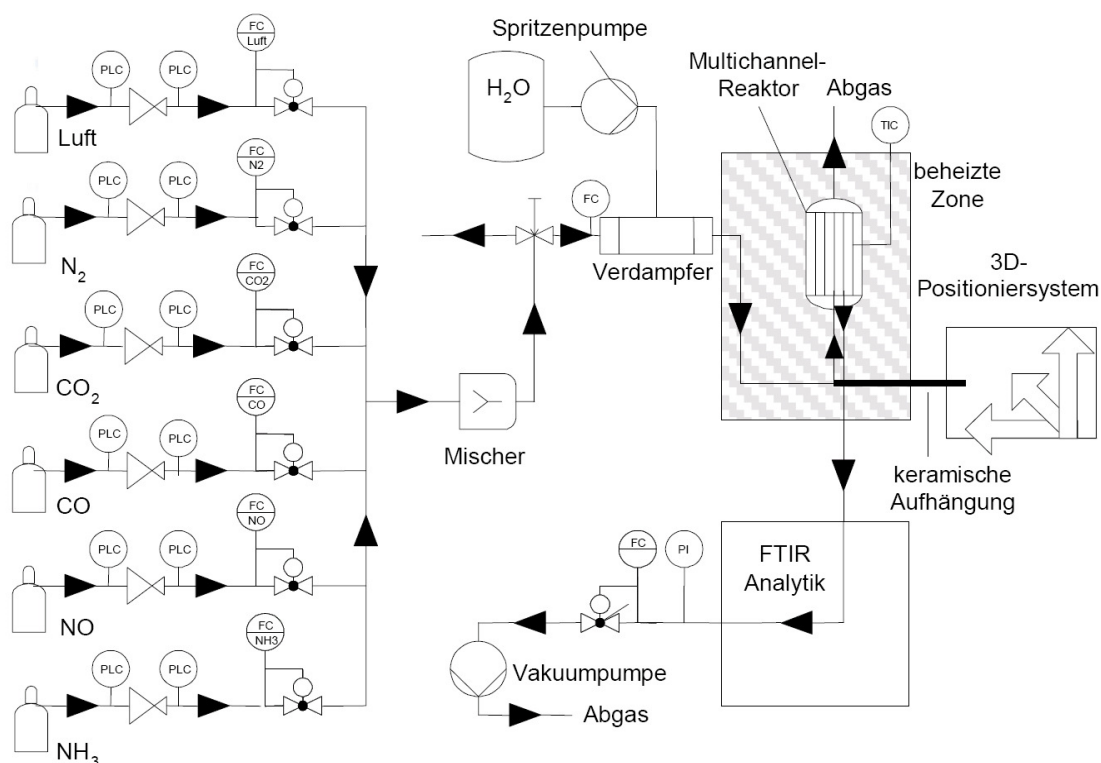 FC
Luft
PLC
PLC
Luft
FC
N2
PLC
PLC
N₂
FC
CO2
PLC
PLC
CO₂
FC
CO
PLC
PLC
CO
FC
NO
PLC
PLC
NO
FC
NH3
PLC
PLC
NH₃
Mischer
Spritzenpumpe
H₂O
FC
Verdampfer
Multichannel-
Reaktor
Abgas
TIC
beheizte
Zone
3D-
Positioniersystem
keramische
Aufhängung
FTIR
Analytik
FC
PI
Vakuumpumpe
Abgas